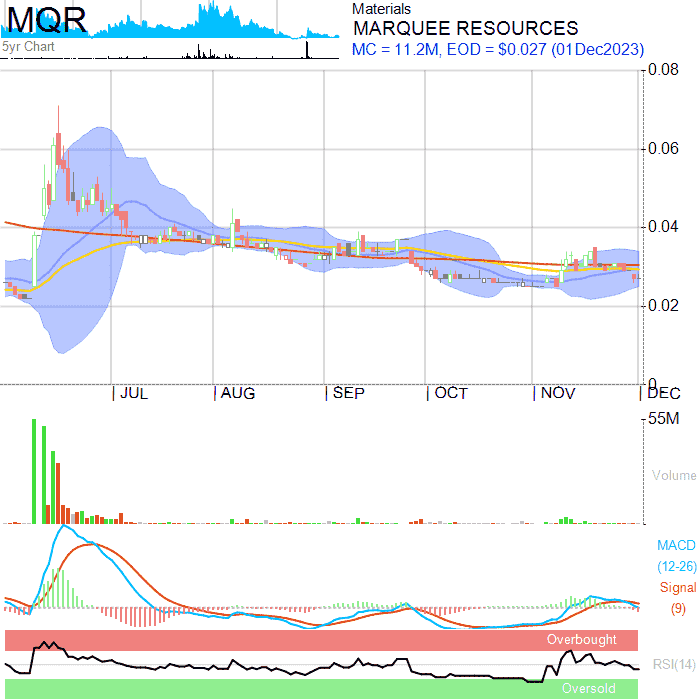 MQR
5yr Chart
Materials
MARQUEE RESOURCES
MC = 11.2M, EOD = $0.027 (01Dec2023)
0.08
0.06
0.04
0.02
0
JUL
AUG
SEP
OCT
NOV
DEC
55M
Volume
MACD
(12-26)
Signal
(9)
Overbought
RSI(14)
Oversold